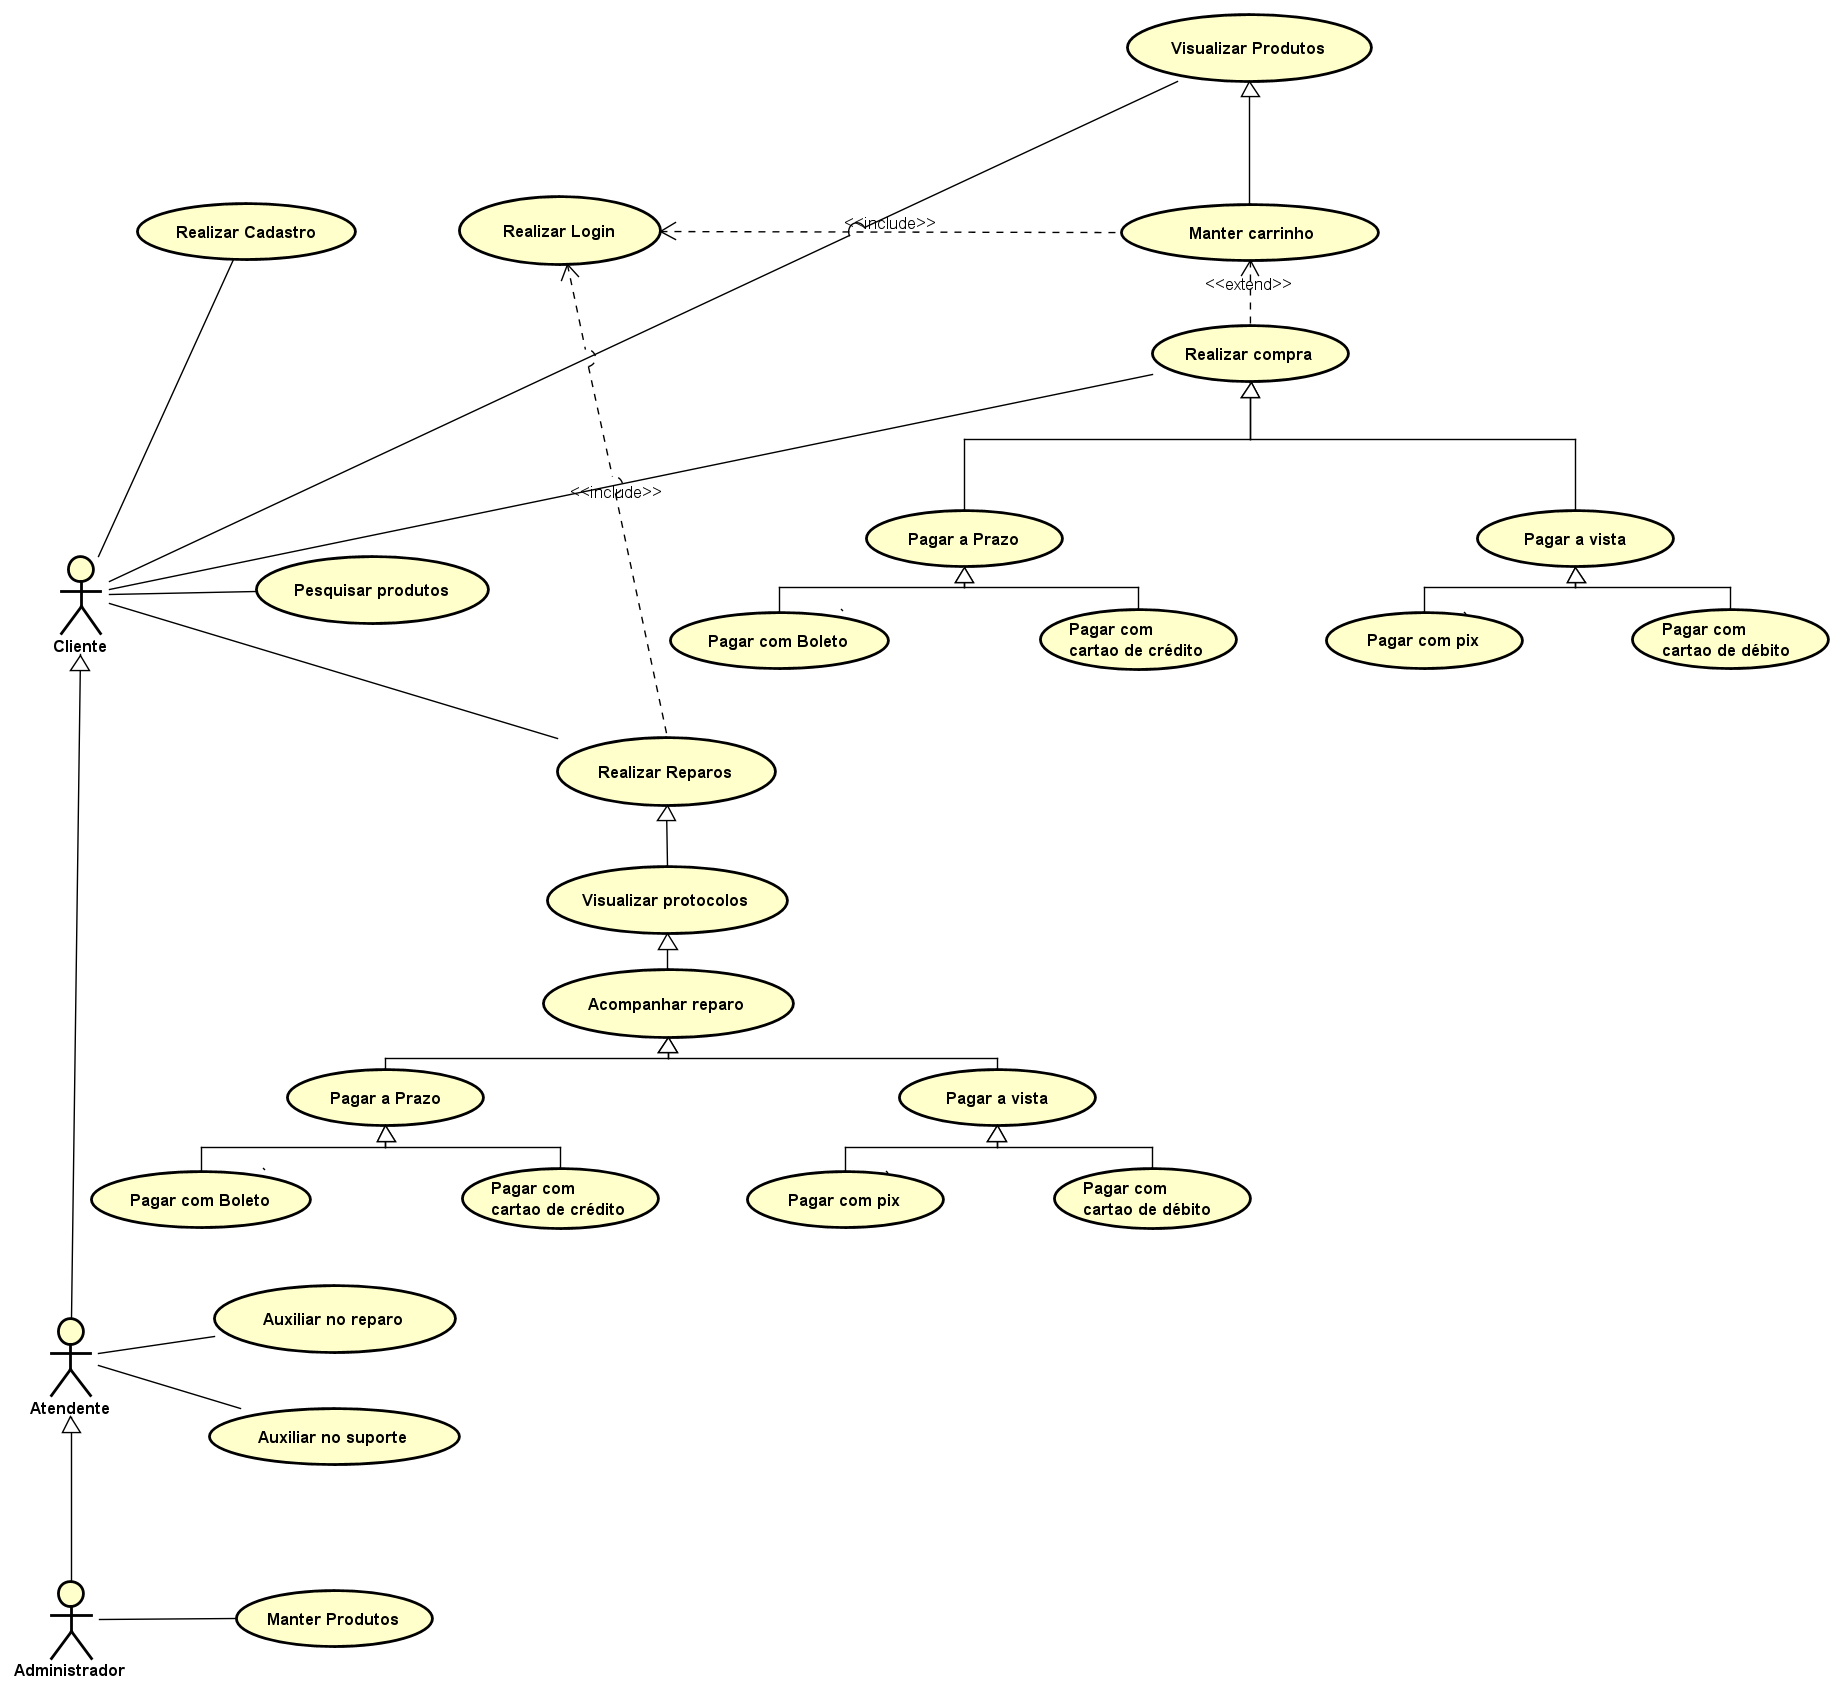 Visualizar Produtos
Realizar Cadastro
Realizar Login
<<include>>
Manter carrinho
<<extend>>
Realizar compra
<<include>>
Pagar a Prazo
Pagar a vista
Pesquisar produtos
Cliente
Pagar com Boleto
Pagar com
cartao de crédito
Pagar com pix
Pagar com
cartao de débito
Realizar Reparos
Visualizar protocolos
Acompanhar reparo
Pagar a Prazo
Pagar a vista
Pagar com Boleto
Pagar com
cartao de crédito
Pagar com pix
Pagar com
cartao de débito
Auxiliar no reparo
Atendente
Auxiliar no suporte
Manter Produtos
Administrador